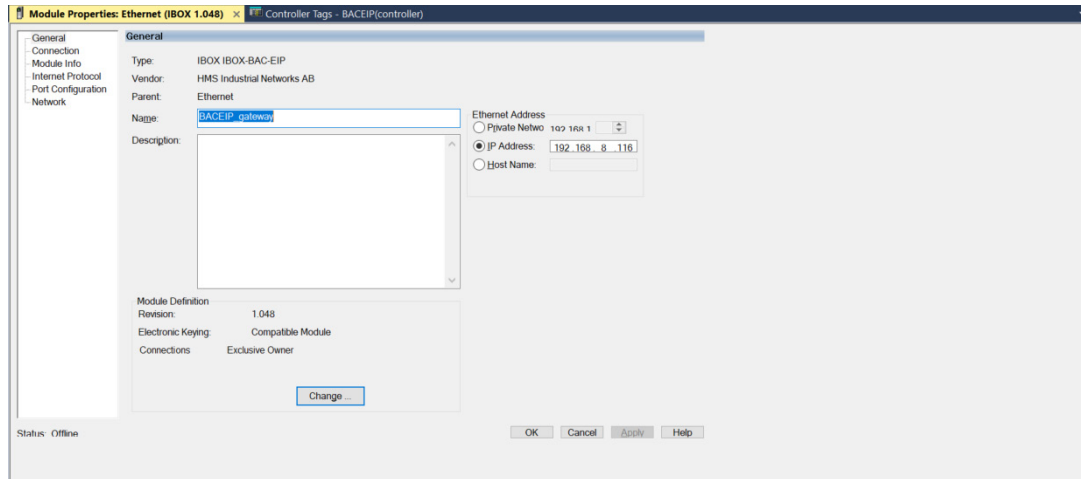 Module Properties: Ethernet (IBOX 1.048) × Controller Tags - BACEIP(controller)
General
Connection
Module Info
Internet Protocol
Port Configuration
Network
General
Type: IBOX IBOX-BAC-EIP
Vendor: HMS Industrial Networks AB
Parent: Ethernet
Name: BACEIP_gateway
Description:
Ethernet Address
Private Netwo 192.168.1
IP Address: 192 .168 . 8 .116
Host Name:
Module Definition
Revision: 1.048
Electronic Keying: Compatible Module
Connections Exclusive Owner
Change ...
Status: Offline
OK Cancel Apply Help